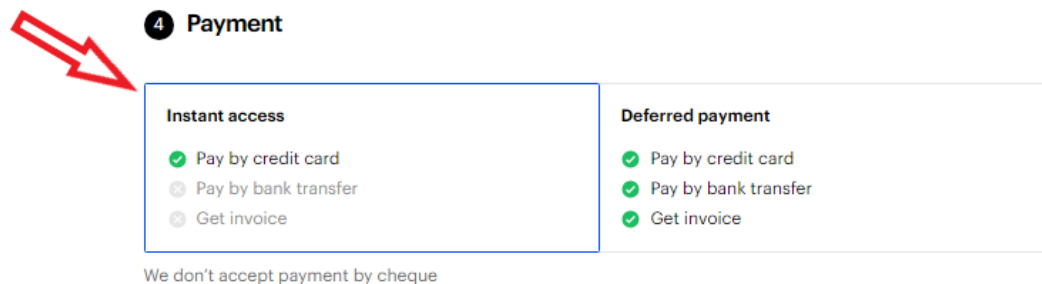 4 Payment
Instant access
Pay by credit card
Pay by bank transfer
Get invoice
Deferred payment
Pay by credit card
Pay by bank transfer
Get invoice
We don't accept payment by cheque